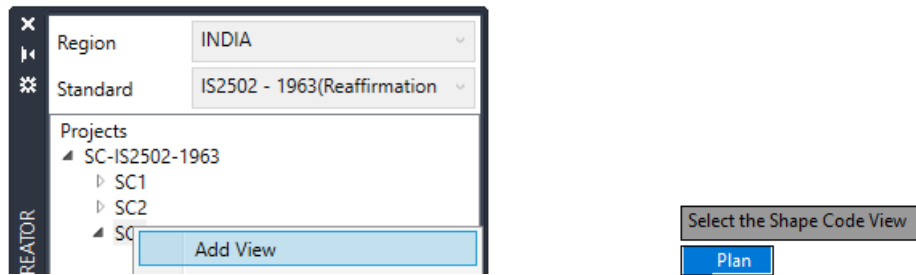 Region
INDIA
Standard
IS2502 - 1963(Reaffirmation
Projects
SC-IS2502-1963
SC1
SC2
Add View
Select the Shape Code View
Plan